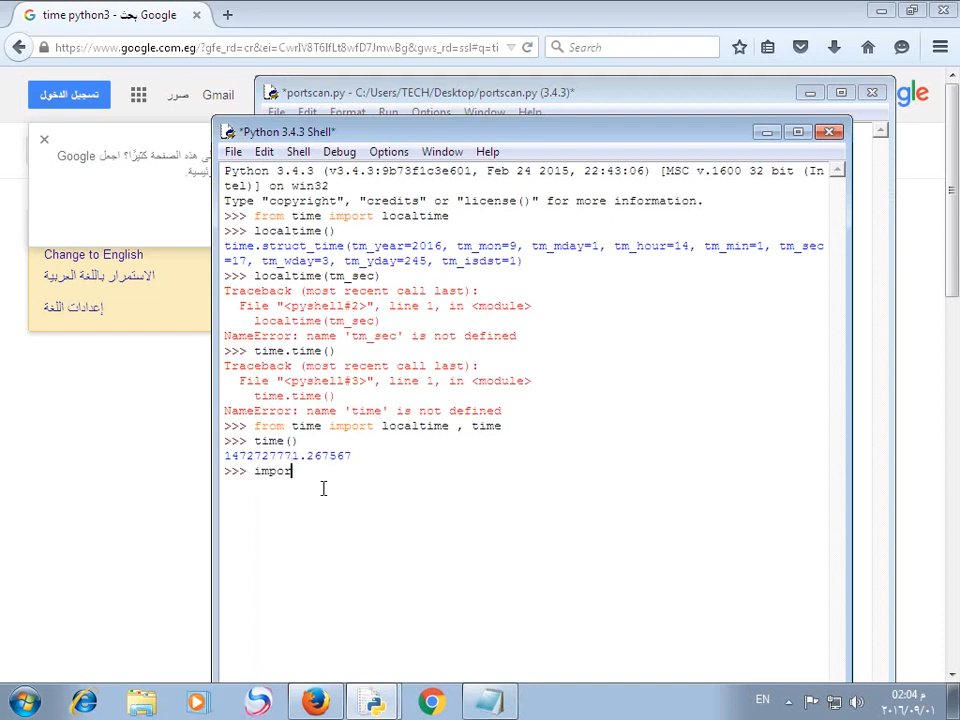 time python3 - بحث Google
https://www.google.com.eg/?gfe_rd=cr&ei=CwrIV8T6IfLt8wfD7JmwBg&gws_rd=ssl#q=ti
Search
تسجيل الدخول
صور
Gmail
*portscan.py - C:/Users/TECH/Desktop/portscan.py (3.4.3)*
File Edit Format Run Options Window Help
هذه الصفحة كثيرًا؟ اجعل Google
Change to English
الاستمرار باللغة العربية
إعدادات اللغة
*Python 3.4.3 Shell*
File Edit Shell Debug Options Window Help
Python 3.4.3 (v3.4.3:9b73f1c3e601, Feb 24 2015, 22:43:06) [MSC v.1600 32 bit (In
tel)] on win32
Type "copyright", "credits" or "license()" for more information.
>>> from time import localtime
>>> localtime()
time.struct_time(tm_year=2016, tm_mon=9, tm_mday=1, tm_hour=14, tm_min=1, tm_sec
=17, tm_wday=3, tm_yday=245, tm_isdst=1)
>>> localtime(tm_sec)
Traceback (most recent call last):
File "<pyshell#2>", line 1, in <module>
localtime(tm_sec)
NameError: name 'tm_sec' is not defined
>>> time.time()
Traceback (most recent call last):
File "<pyshell#3>", line 1, in <module>
time.time()
NameError: name 'time' is not defined
>>> from time import localtime , time
>>> time()
1472727771.267567
>>> impor
EN
02:04 م
٢٠١٦/٠٩/٠١